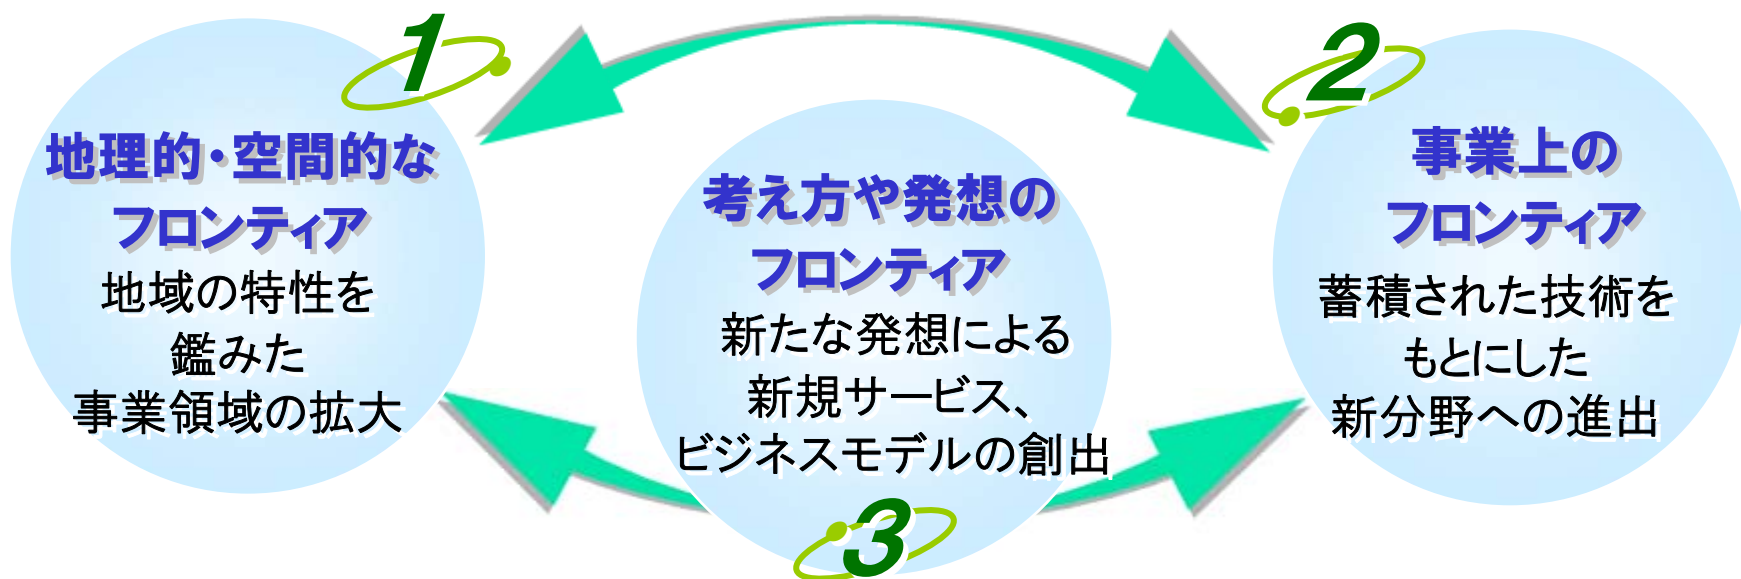 1
地理的・空間的な
フロンティア
地域の特性を
鑑みた
事業領域の拡大
2
事業上の
フロンティア
蓄積された技術を
もとにした
新分野への進出
考え方や発想の
フロンティア
新たな発想による
新規サービス、
ビジネスモデルの創出
3